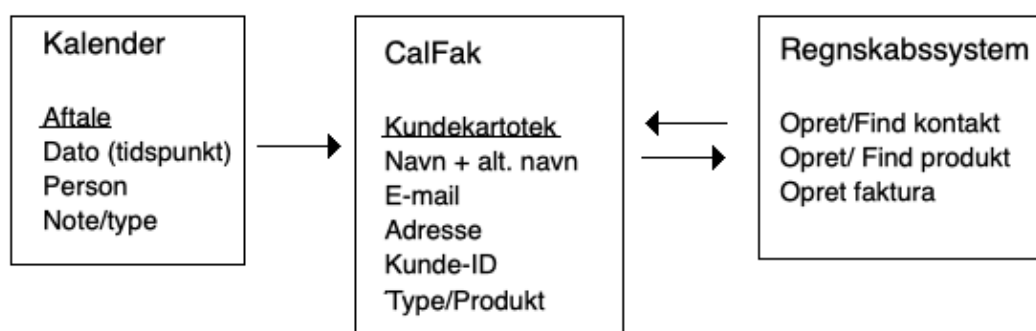 Kalender
Aftale
Dato (tidspunkt)
Person
Note/type
CalFak
Kundekartotek
Navn + alt. navn
E-mail
Adresse
Kunde-ID
Type/Produkt
Regnskabssystem
Opret/Find kontakt
Opret/ Find produkt
Opret faktura